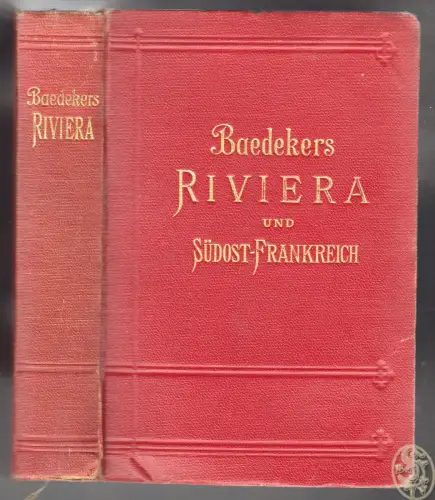 Baedekers
RIVIERA
Baedekers
RIVIERA
UND
SÜDOST-FRANKREICH